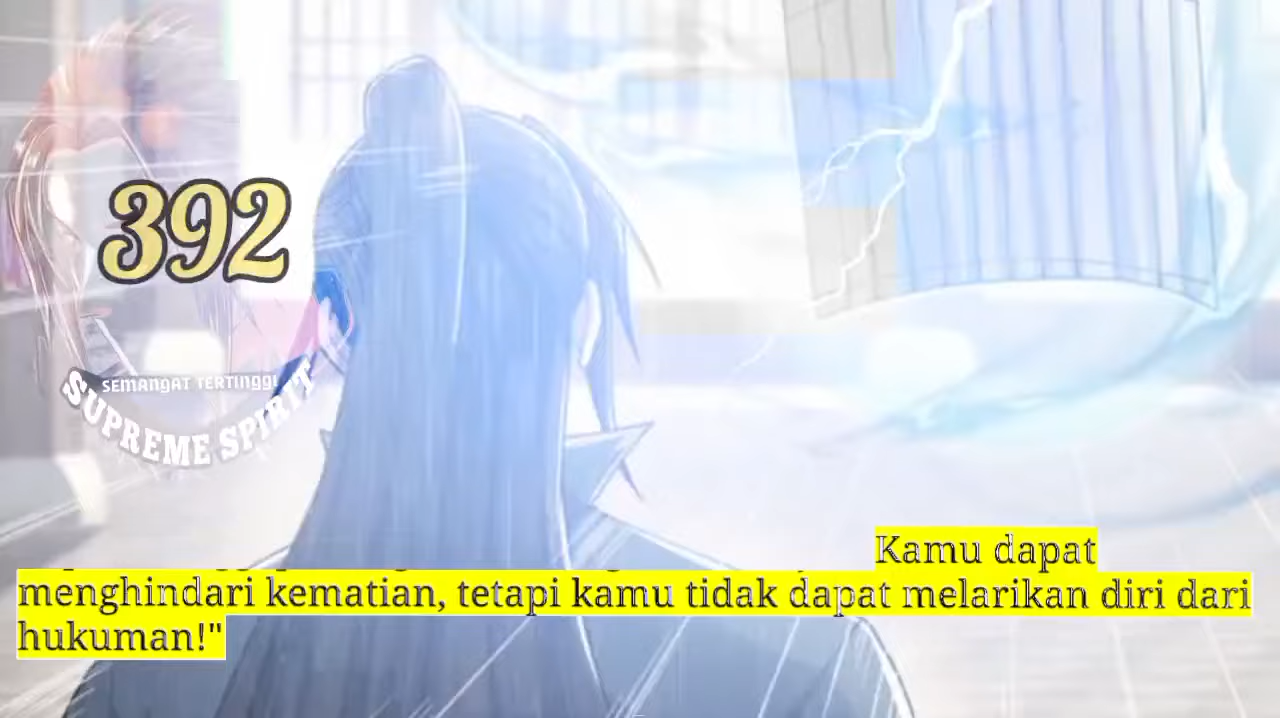 392
SEMANGAT TERTINGGI
SUPREME SPIRIT
Kamu dapat
menghindari kematian, tetapi kamu tidak dapat melarikan diri dari
hukuman!"